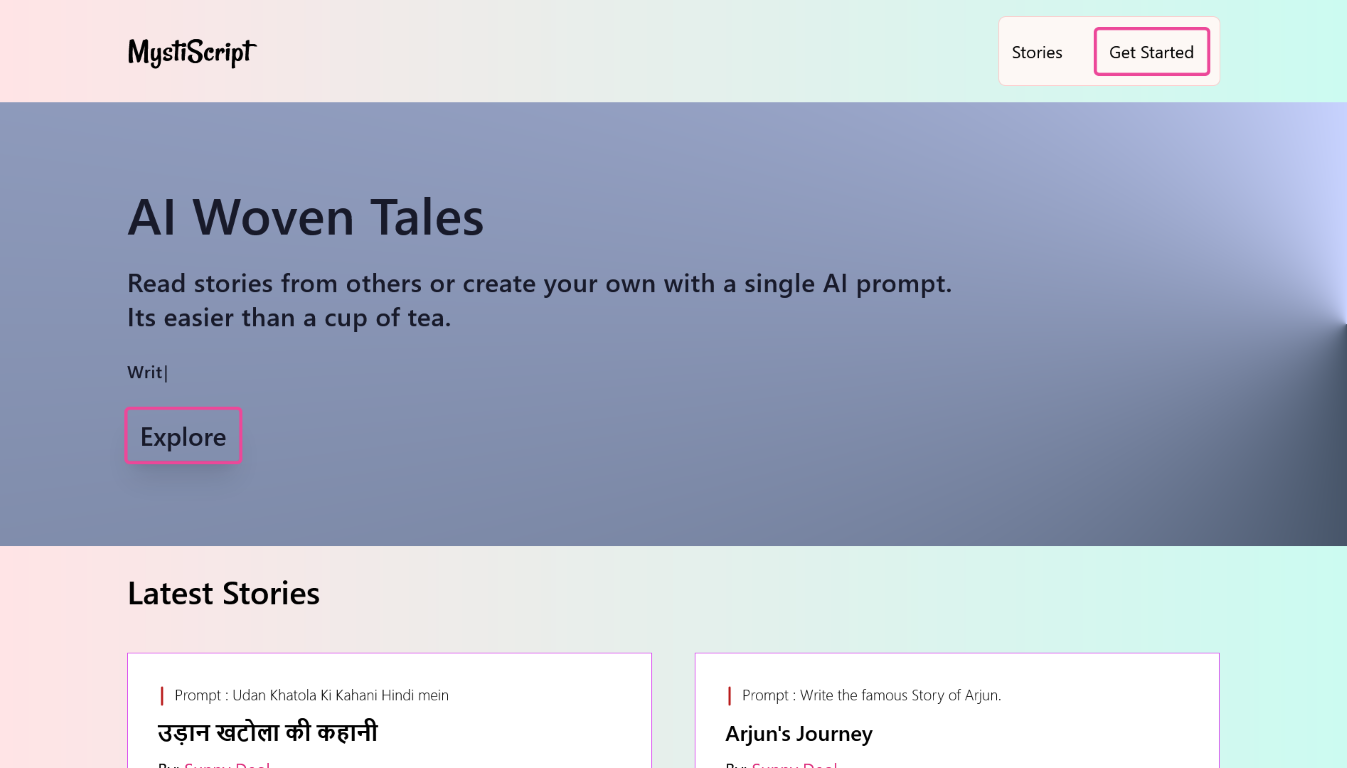 MystiScript
Stories
Get Started
AI Woven Tales
Read stories from others or create your own with a single AI prompt.
Its easier than a cup of tea.
Writ|
Explore
Latest Stories
Prompt : Udan Khatola Ki Kahani Hindi mein
उड़ान खटोला की कहानी
Prompt : Write the famous Story of Arjun.
Arjun's Journey